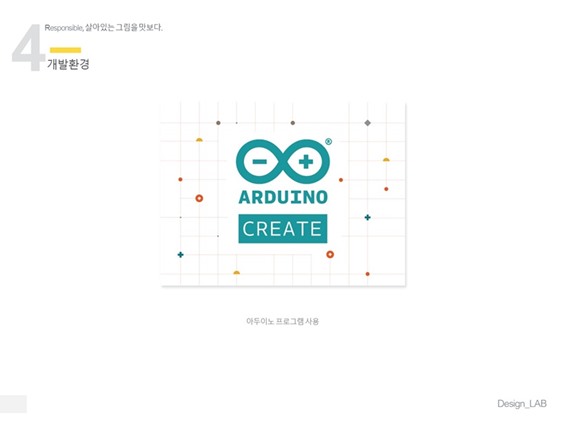 4
Responsible, 살아있는 그림을 맛보다.
개발환경
ARDUINO
CREATE
아두이노 프로그램 사용
Design_LAB